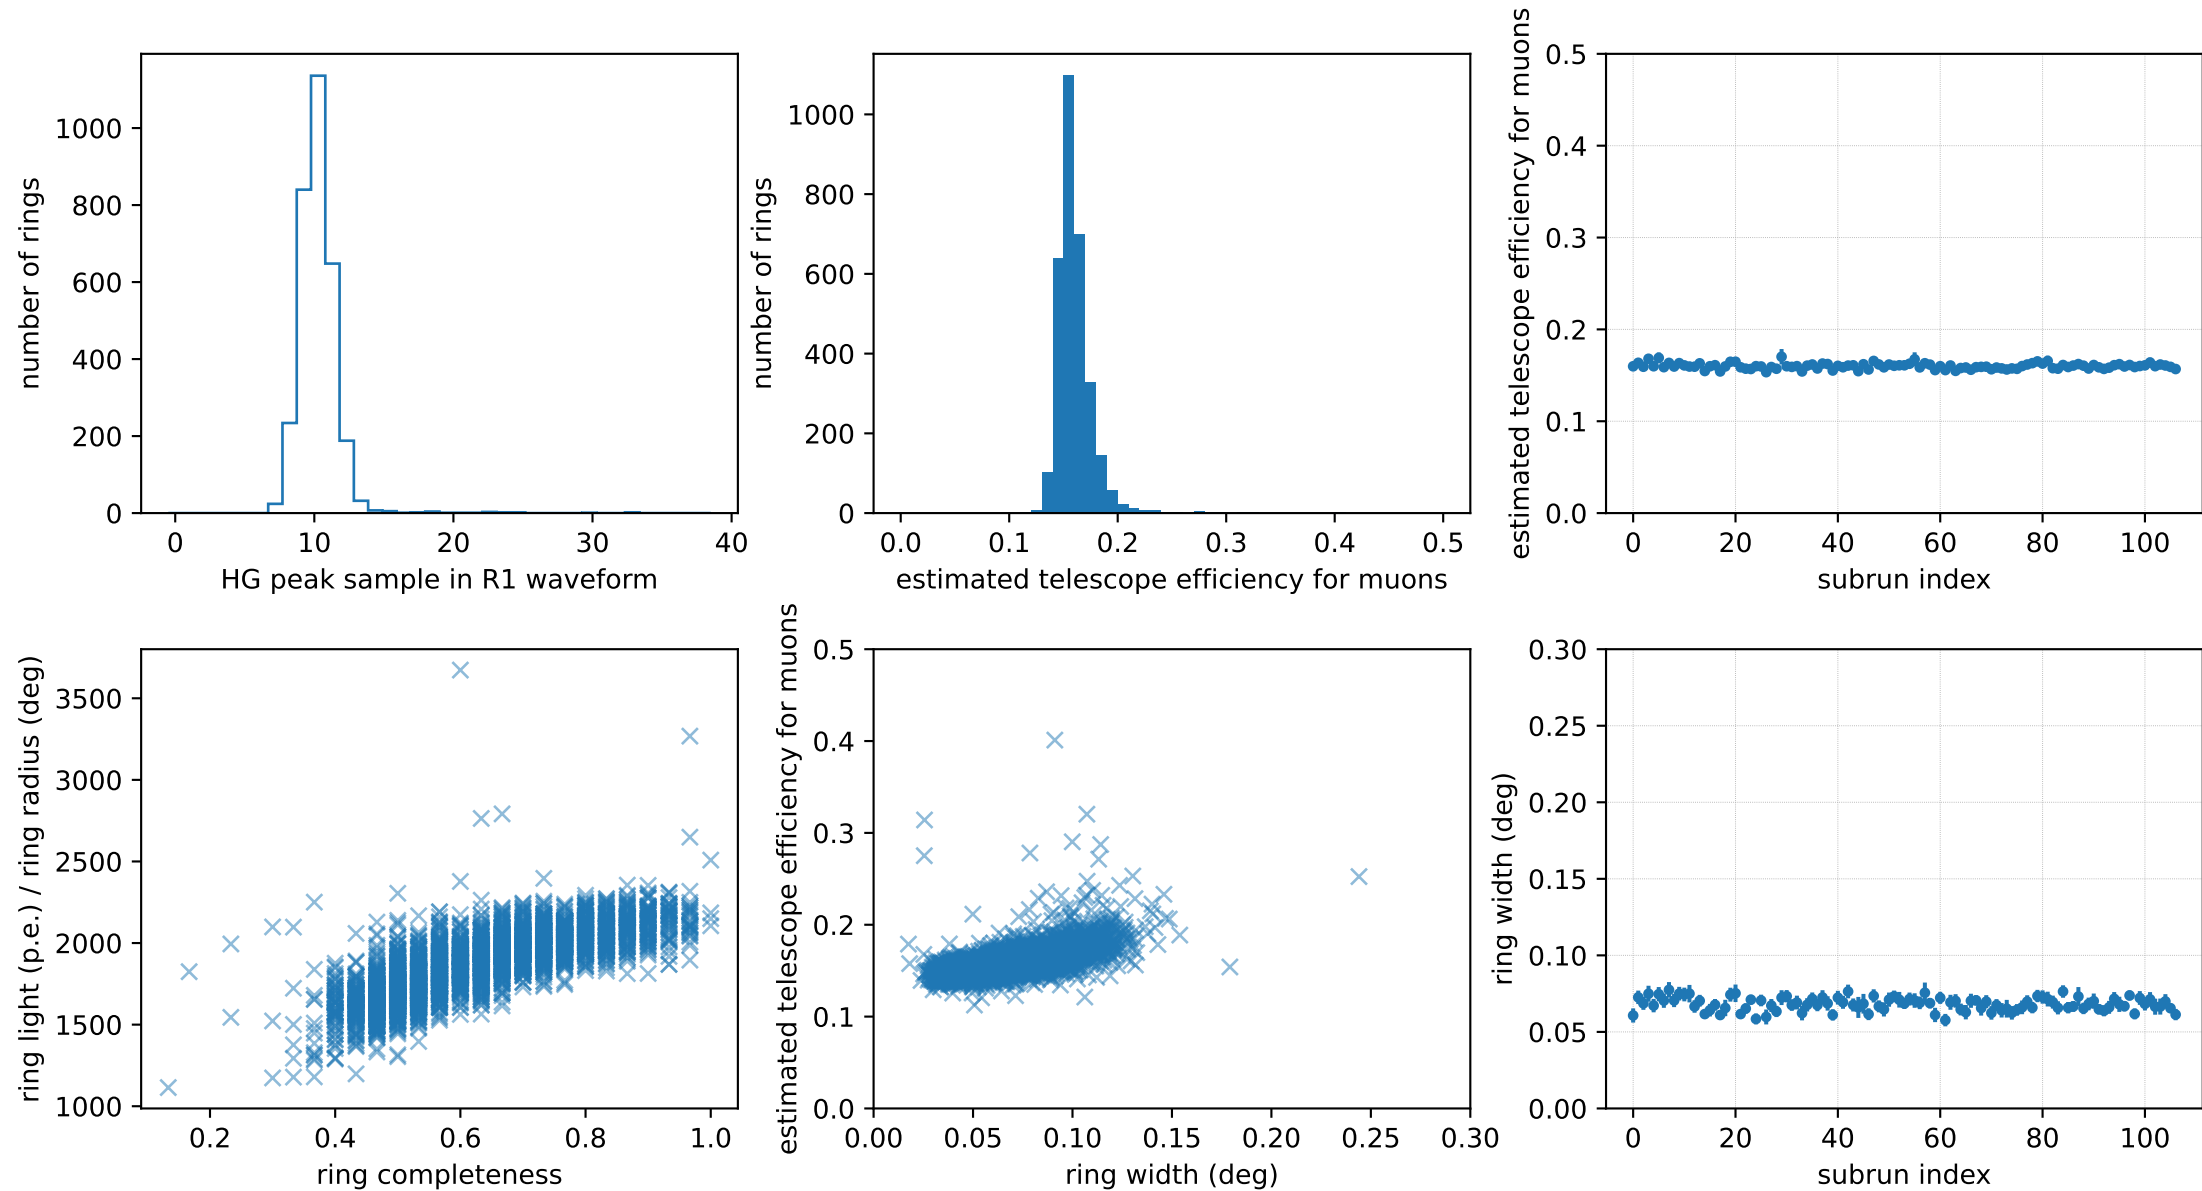 number of rings
1000
800
600
400
200
0
0 10 20 30 40
HG peak sample in R1 waveform
number of rings
1000
800
600
400
200
0
0.0 0.1 0.2 0.3 0.4 0.5
estimated telescope efficiency for muons
estimated telescope efficiency for muons
0.5
0.4
0.3
0.2
0.1
0.0
0 20 40 60 80 100
subrun index
ring light (p.e.) / ring radius (deg)
3500
3000
2500
2000
1500
1000
0.2 0.4 0.6 0.8 1.0
ring completeness
estimated telescope efficiency for muons
0.5
0.4
0.3
0.2
0.1
0.0
0.00 0.05 0.10 0.15 0.20 0.25 0.30
ring width (deg)
ring width (deg)
0.30
0.25
0.20
0.15
0.10
0.05
0.00
0 20 40 60 80 100
subrun index